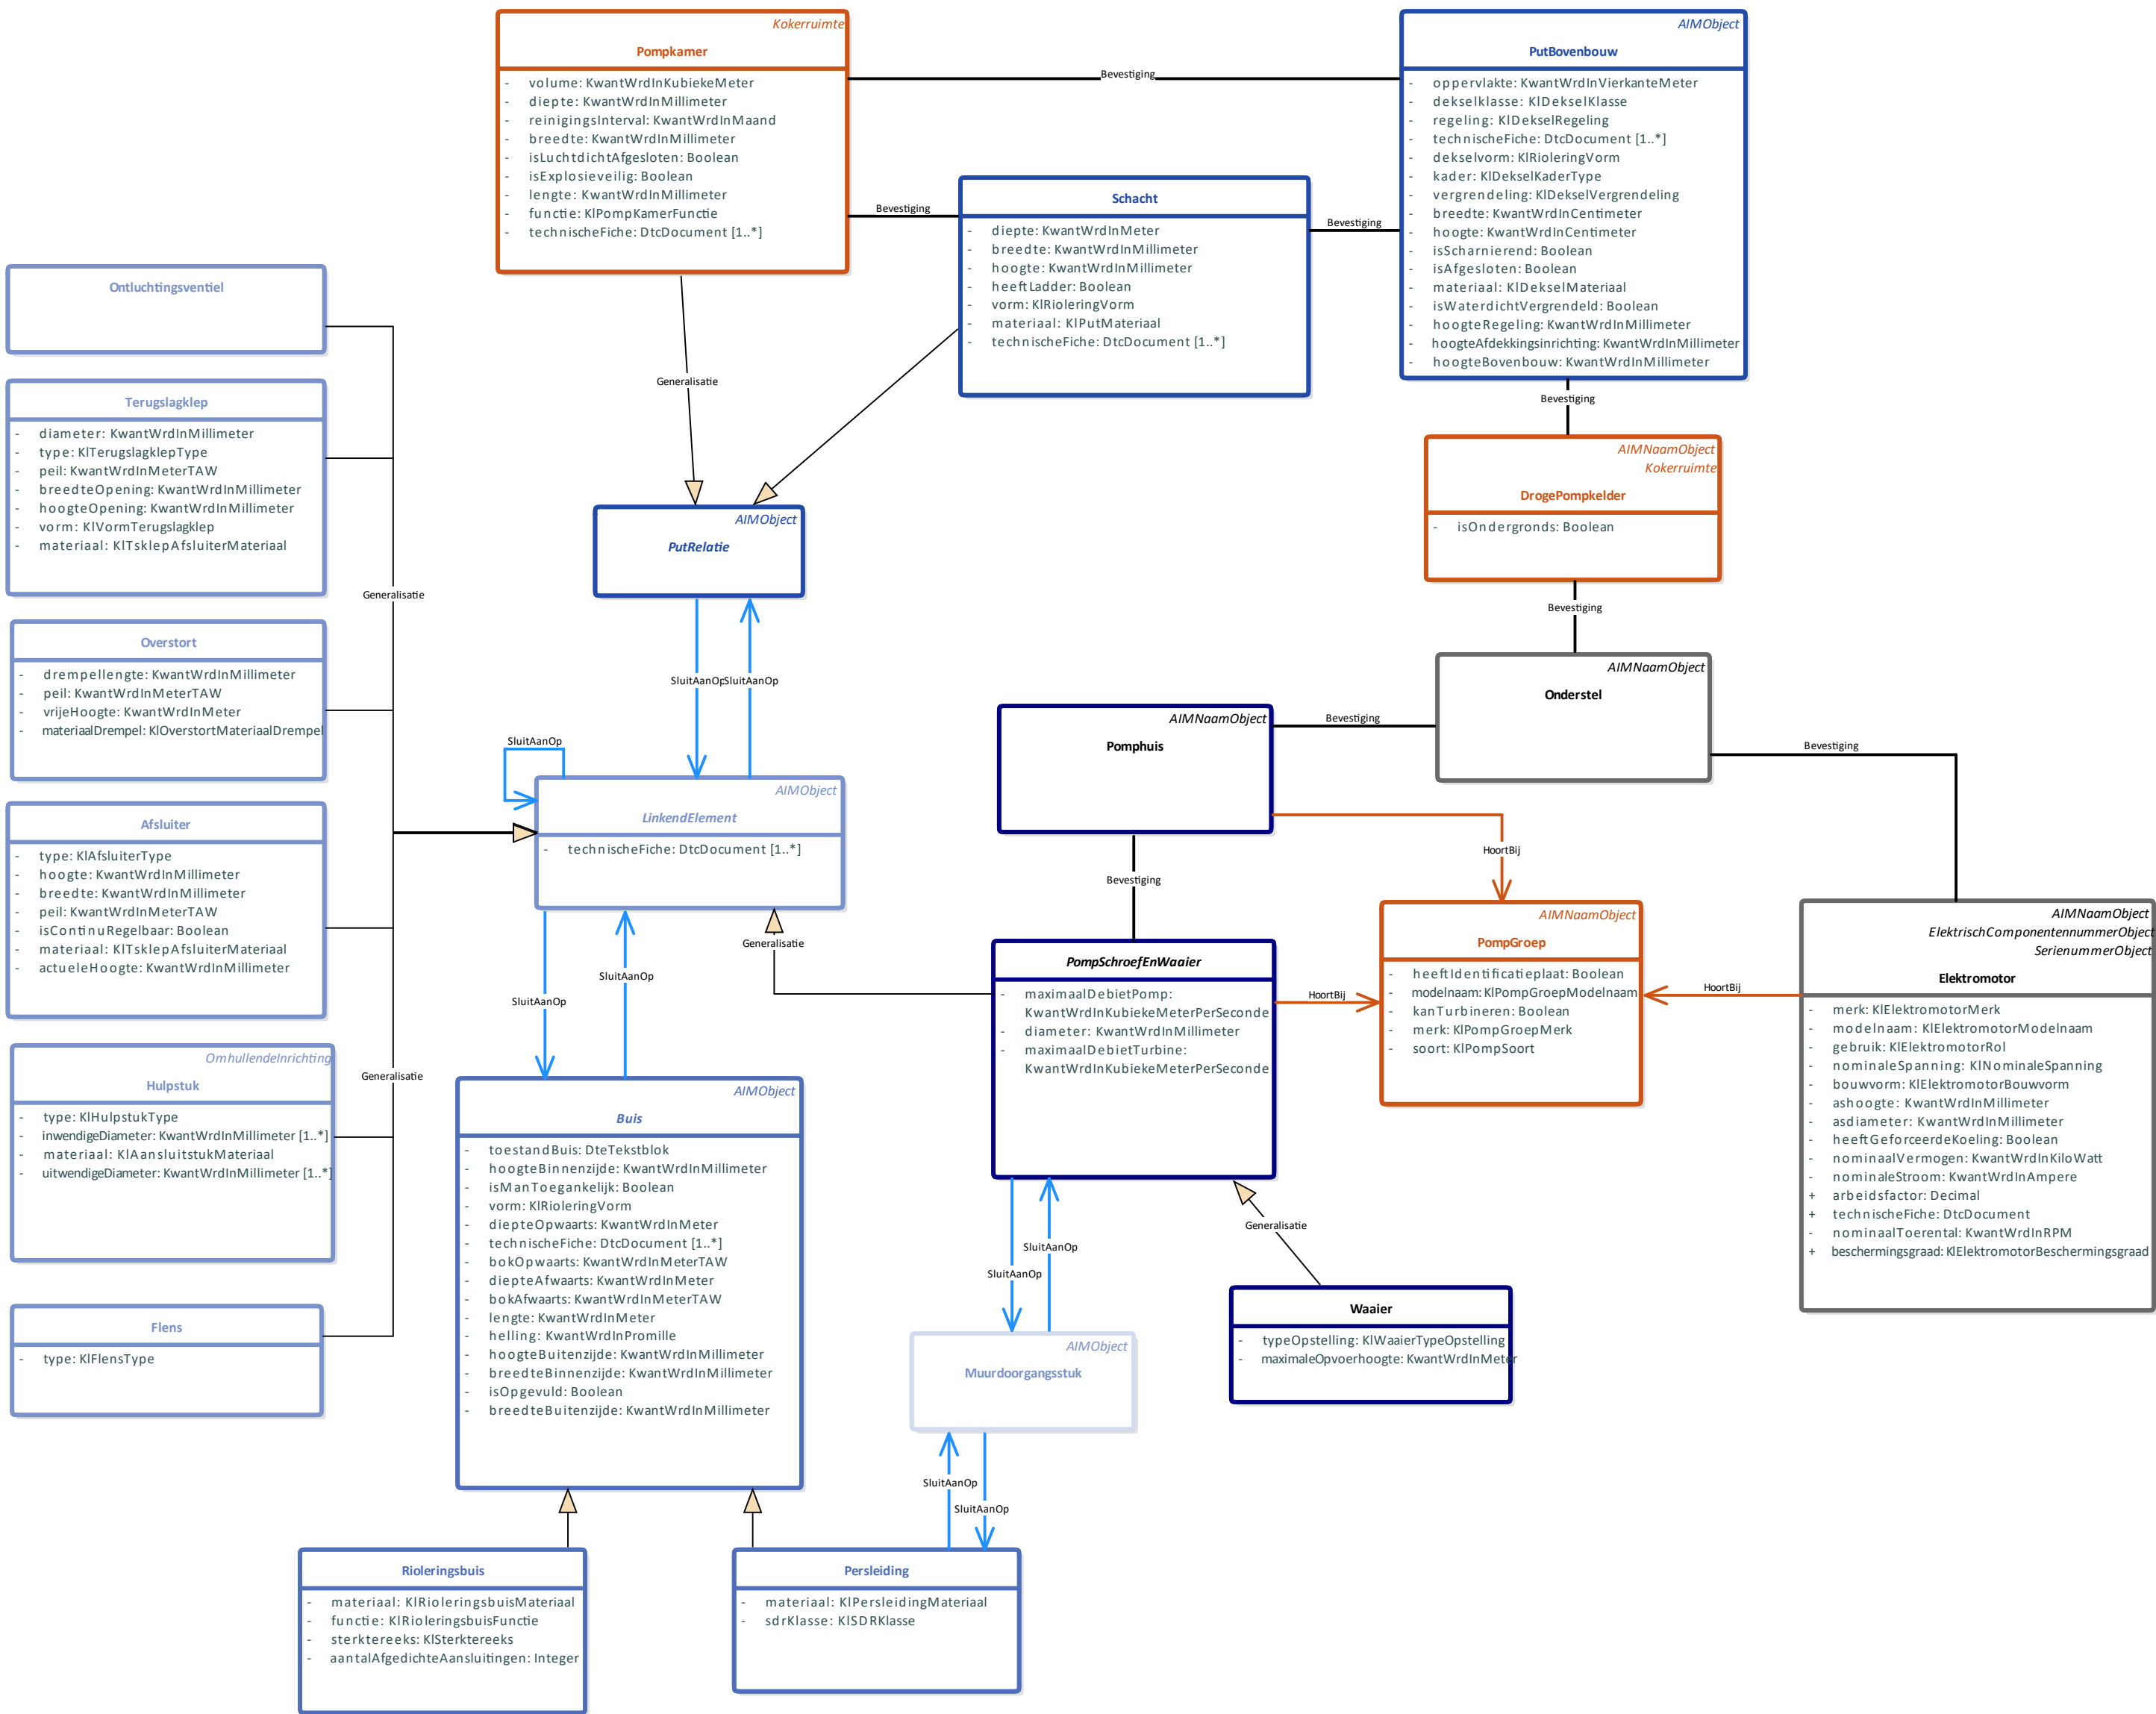 Kokerruimte
Pompkamer
- volume: KwantWrdInKubiekeMeter
- diepte: KwantWrdInMillimeter
- reinigingsInterval: KwantWrdInMaand
- breedte: KwantWrdInMillimeter
- isLuchtdichtAfgesloten: Boolean
- isExplosieveilig: Boolean
- lengte: KwantWrdInMillimeter
- functie: KlPompKamerFunctie
- technischeFiche: DtcDocument [1..*]
Bevestiging
AIMObject
PutBovenbouw
- oppervlakte: KwantWrdInVierkanteMeter
- dekselklasse: KlDekselKlasse
- regeling: KlDekselRegeling
- technischeFiche: DtcDocument [1..*]
- dekselvorm: KlRioleringVorm
- kader: KlDekselKaderType
- vergrendeling: KlDekselVergrendeling
- breedte: KwantWrdInCentimeter
- hoogte: KwantWrdInCentimeter
- isScharnierend: Boolean
- isAfgesloten: Boolean
- materiaal: KlDekselMateriaal
- isWaterdichtVergrendeld: Boolean
- hoogteRegeling: KwantWrdInMillimeter
- hoogteAfdekkingsinrichting: KwantWrdInMillimeter
- hoogteBovenbouw: KwantWrdInMillimeter
Bevestiging
Schacht
- diepte: KwantWrdInMeter
- breedte: KwantWrdInMillimeter
- hoogte: KwantWrdInMillimeter
- heeftLadder: Boolean
- vorm: KlRioleringVorm
- materiaal: KlPutMateriaal
- technischeFiche: DtcDocument [1..*]
Bevestiging
Generalisatie
Bevestiging
Ontluchtingsventiel
Terugslagklep
- diameter: KwantWrdInMillimeter
- type: KlTerugslagklepType
- peil: KwantWrdInMeterTAW
- breedteOpening: KwantWrdInMillimeter
- hoogteOpening: KwantWrdInMillimeter
- vorm: KlVormTerugslagklep
- materiaal: KlTsklepAfsluiterMateriaal
Generalisatie
AIMObject
PutRelatie
AIMNaamObject
Kokerruimte
DrogePompkelder
- isOndergronds: Boolean
Bevestiging
Overstort
- drempellengte: KwantWrdInMillimeter
- peil: KwantWrdInMeterTAW
- vrijeHoogte: KwantWrdInMeter
- materiaalDrempel: KlOverstortMateriaalDrempel
SluitAanOp
SluitAanOp
SluitAanOp
AIMNaamObject
Onderstel
AIMNaamObject
Pomphuis
Bevestiging
Bevestiging
AIMObject
LinkendElement
- technischeFiche: DtcDocument [1..*]
Afsluiter
- type: KlAfsluiterType
- hoogte: KwantWrdInMillimeter
- breedte: KwantWrdInMillimeter
- peil: KwantWrdInMeterTAW
- isContinuRegelbaar: Boolean
- materiaal: KlTsklepAfsluiterMateriaal
- actueleHoogte: KwantWrdInMillimeter
HoortBij
Bevestiging
Generalisatie
SluitAanOp
SluitAanOp
PompSchroefEnWaaier
- maximaalDebietPomp:
KwantWrdInKubiekeMeterPerSeconde
- diameter: KwantWrdInMillimeter
- maximaalDebietTurbine:
KwantWrdInKubiekeMeterPerSeconde
HoortBij
AIMNaamObject
PompGroep
- heeftIdentificatieplaat: Boolean
- modelnaam: KlPompGroepModelnaam
- kanTurbineren: Boolean
- merk: KlPompGroepMerk
- soort: KlPompSoort
HoortBij
AIMNaamObject
ElektrischComponentennummerObject
SerienummerObject
Elektromotor
- merk: KlElektromotorMerk
- modelnaam: KlElektromotorModelnaam
- gebruik: KlElektromotorRol
- nominaleSpanning: KlNominaleSpanning
- bouwvorm: KlElektromotorBouwvorm
- ashoogte: KwantWrdInMillimeter
- asdiameter: KwantWrdInMillimeter
- heeftGeforceerdeKoeling: Boolean
- nominaalVermogen: KwantWrdInKiloWatt
- nominaleStroom: KwantWrdInAmpere
+ arbeidsfactor: Decimal
+ technischeFiche: DtcDocument
- nominaalToerental: KwantWrdInRPM
+ beschermingsgraad: KlElektromotorBeschermingsgraad
OmhullendeInrichting
Hulpstuk
- type: KlHulpstukType
- inwendigeDiameter: KwantWrdInMillimeter [1..*]
- materiaal: KlAansluitstukMateriaal
- uitwendigeDiameter: KwantWrdInMillimeter [1..*]
Generalisatie
AIMObject
Buis
- toestandBuis: DteTekstblok
- hoogteBinnenzijde: KwantWrdInMillimeter
- isManToegankelijk: Boolean
- vorm: KlRioleringVorm
- diepteOpwaarts: KwantWrdInMeter
- technischeFiche: DtcDocument [1..*]
- bokOpwaarts: KwantWrdInMeterTAW
- diepteAfwaarts: KwantWrdInMeter
- bokAfwaarts: KwantWrdInMeterTAW
- lengte: KwantWrdInMeter
- helling: KwantWrdInPromille
- hoogteBuitenzijde: KwantWrdInMillimeter
- breedteBinnenzijde: KwantWrdInMillimeter
- isOpgevuld: Boolean
- breedteBuitenzijde: KwantWrdInMillimeter
SluitAanOp
SluitAanOp
Generalisatie
Waaier
- typeOpstelling: KlWaaierTypeOpstelling
- maximaleOpvoerhoogte: KwantWrdInMeter
Flens
- type: KlFlensType
AIMObject
Muurdoorgangsstuk
SluitAanOp
SluitAanOp
Rioleringsbuis
- materiaal: KlRioleringsbuisMateriaal
- functie: KlRioleringsbuisFunctie
- sterktereeks: KlSterktereeks
- aantalAfgedichteAansluitingen: Integer
Persleiding
- materiaal: KlPersleidingMateriaal
- sdrKlasse: KlSDRKlasse